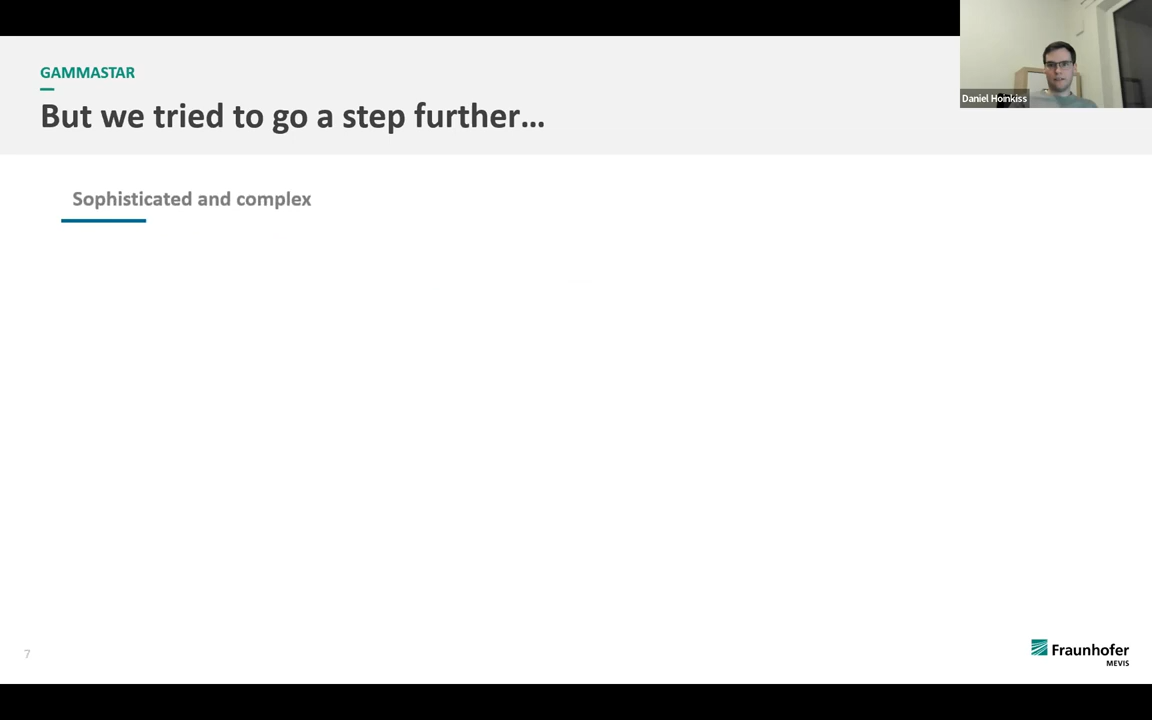 GAMMASTAR
But we tried to go a step further...
Daniel Hoinkiss
Sophisticated and complex
7
Fraunhofer
MEVIS